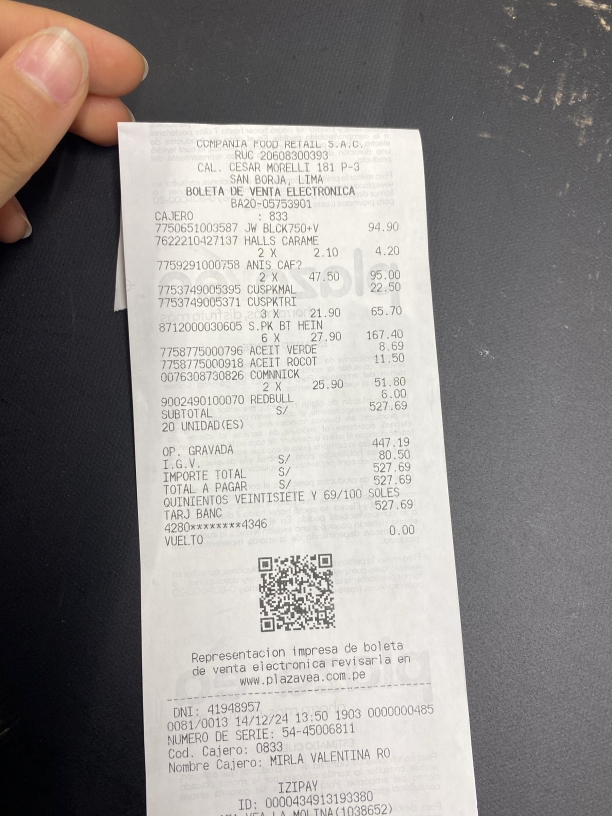 COMPANIA FOOD RETAIL S.A.C.
RUC 20608300393
CAL. CESAR MORELLI 181 P-3
SAN BORJA, LIMA
BOLETA DE VENTA ELECTRONICA
BA20-05753901
CAJERO : 833
7750651003587 JW BLCK750+V 94.90
7622210427137 HALLS CARAME
2 X 2.10 4.20
7759291000758 ANIS CAF?
2 X 47.50 95.00
7753749005395 CUSPKMAL 22.50
7753749005371 CUSPKTRI
3 X 21.90 65.70
8712000030605 S.PK BT HEIN
6 X 27.90 167.40
7758775000796 ACEIT VERDE 8.69
7758775000918 ACEIT ROCOT 11.50
0076308730826 COMNNICK
2 X 25.90 51.80
9002490100070 REDBULL 6.00
SUBTOTAL S/ 527.69
20 UNIDAD(ES)
OP. GRAVADA 447.19
I.G.V. S/ 80.50
IMPORTE TOTAL S/ 527.69
TOTAL A PAGAR S/ 527.69
QUINIENTOS VEINTISIETE Y 69/100 SOLES
TARJ BANC 527.69
4280********4346
VUELTO 0.00
Representacion impresa de boleta
de venta electronica revisarla en
www.plazavea.com.pe
DNI: 41948957
0081/0013 14/12/24 13:50 1903 0000000485
NUMERO DE SERIE: 54-45006811
Cod. Cajero: 0833
Nombre Cajero: MIRLA VALENTINA RO
IZIPAY
ID: 0000434913193380
VEA LA MOLINA(1038652)